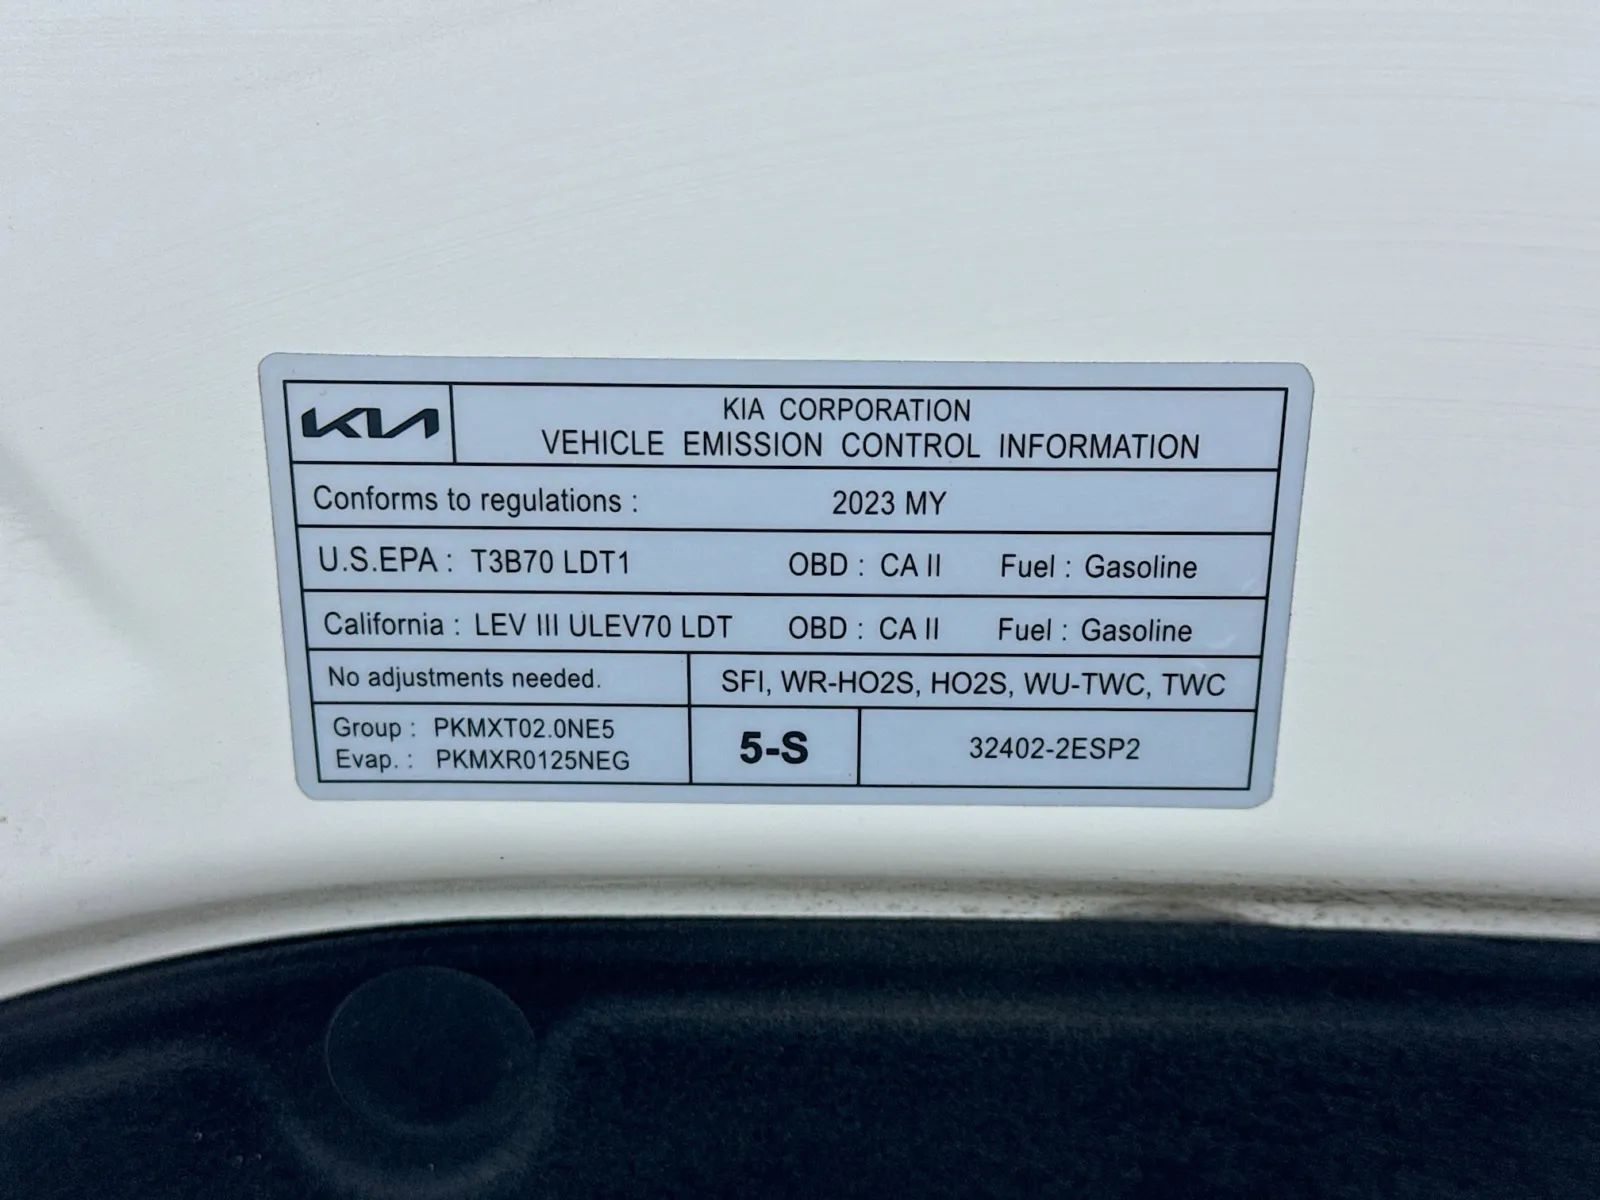 KIA
KIA CORPORATION
VEHICLE EMISSION CONTROL INFORMATION
Conforms to regulations : 2023 MY
U.S.EPA : T3B70 LDT1 OBD : CA II Fuel : Gasoline
California : LEV III ULEV70 LDT OBD : CA II Fuel : Gasoline
No adjustments needed. SFI, WR-HO2S, HO2S, WU-TWC, TWC
Group : PKMXT02.0NE5
Evap. : PKMXR0125NEG
5-S
32402-2ESP2